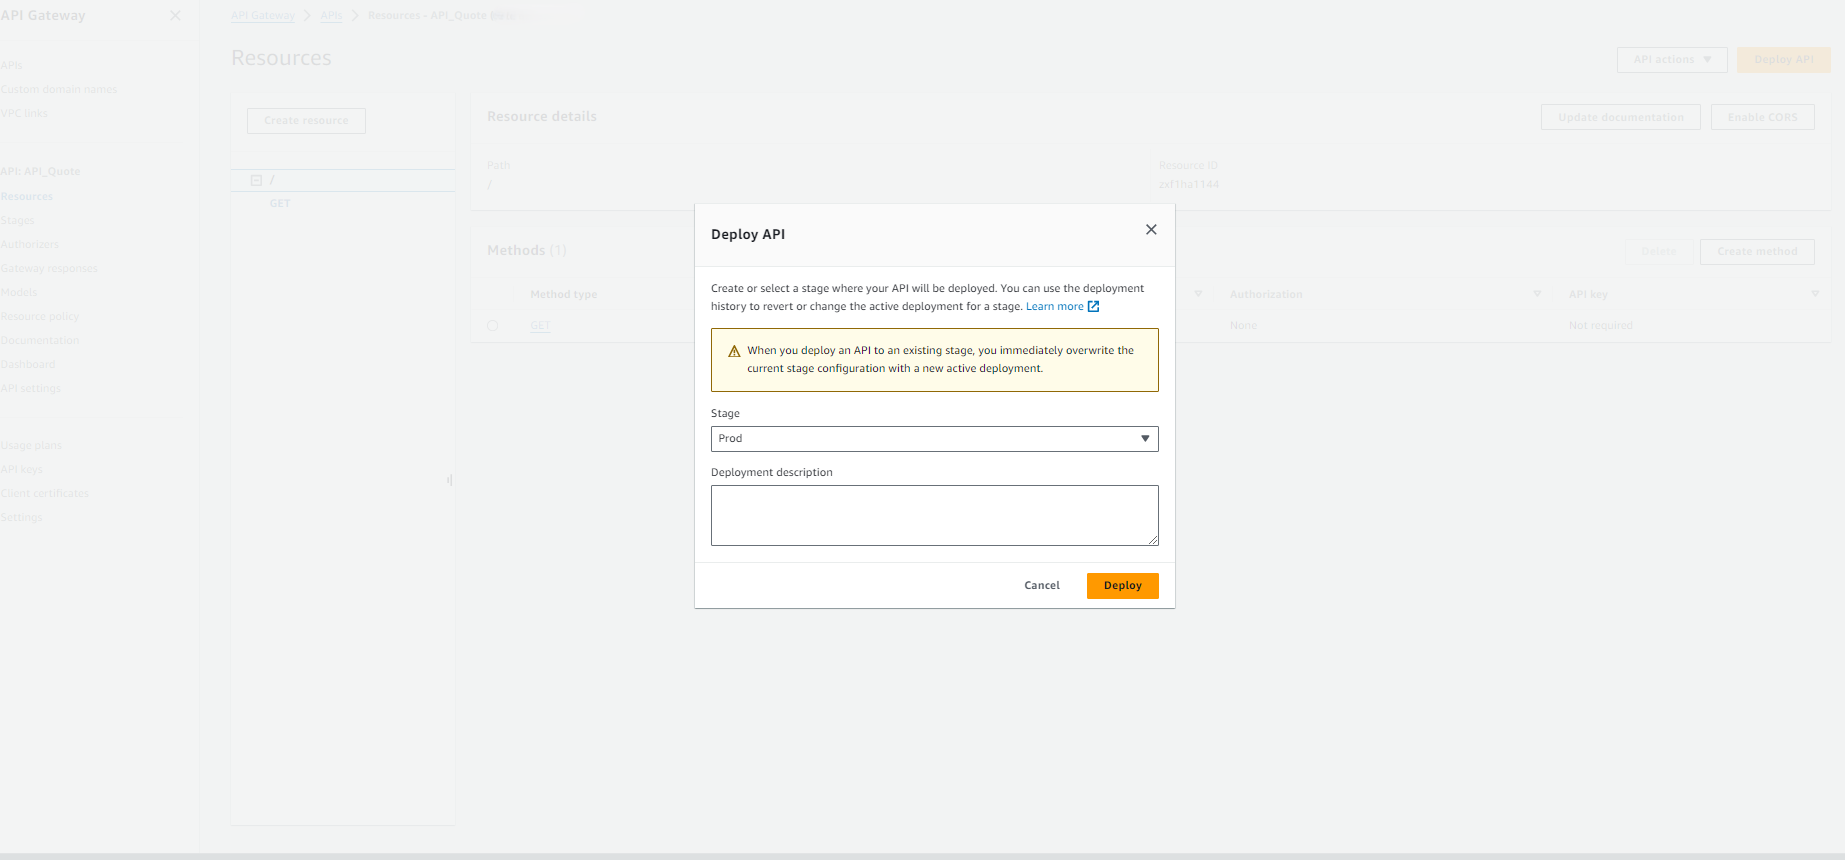 API Gateway
API Gateway > APIs > Resources - API_Quote
Resources
API actions
Deploy API
APIs
Custom domain names
VPC links
API: API_Quote
Resources
Stages
Authorizers
Gateway responses
Models
Resource policy
Documentation
Dashboard
API settings
Usage plans
API keys
Client certificates
Settings
Create resource
/
GET
Resource details
Update documentation
Enable CORS
Path
/
Resource ID
zxf1ha1144
Methods (1)
Delete
Create method
Method type
Authorization
API key
GET
None
Not required
Deploy API
Create or select a stage where your API will be deployed. You can use the deployment
history to revert or change the active deployment for a stage. Learn more
When you deploy an API to an existing stage, you immediately overwrite the
current stage configuration with a new active deployment.
Stage
Prod
Deployment description
Cancel
Deploy